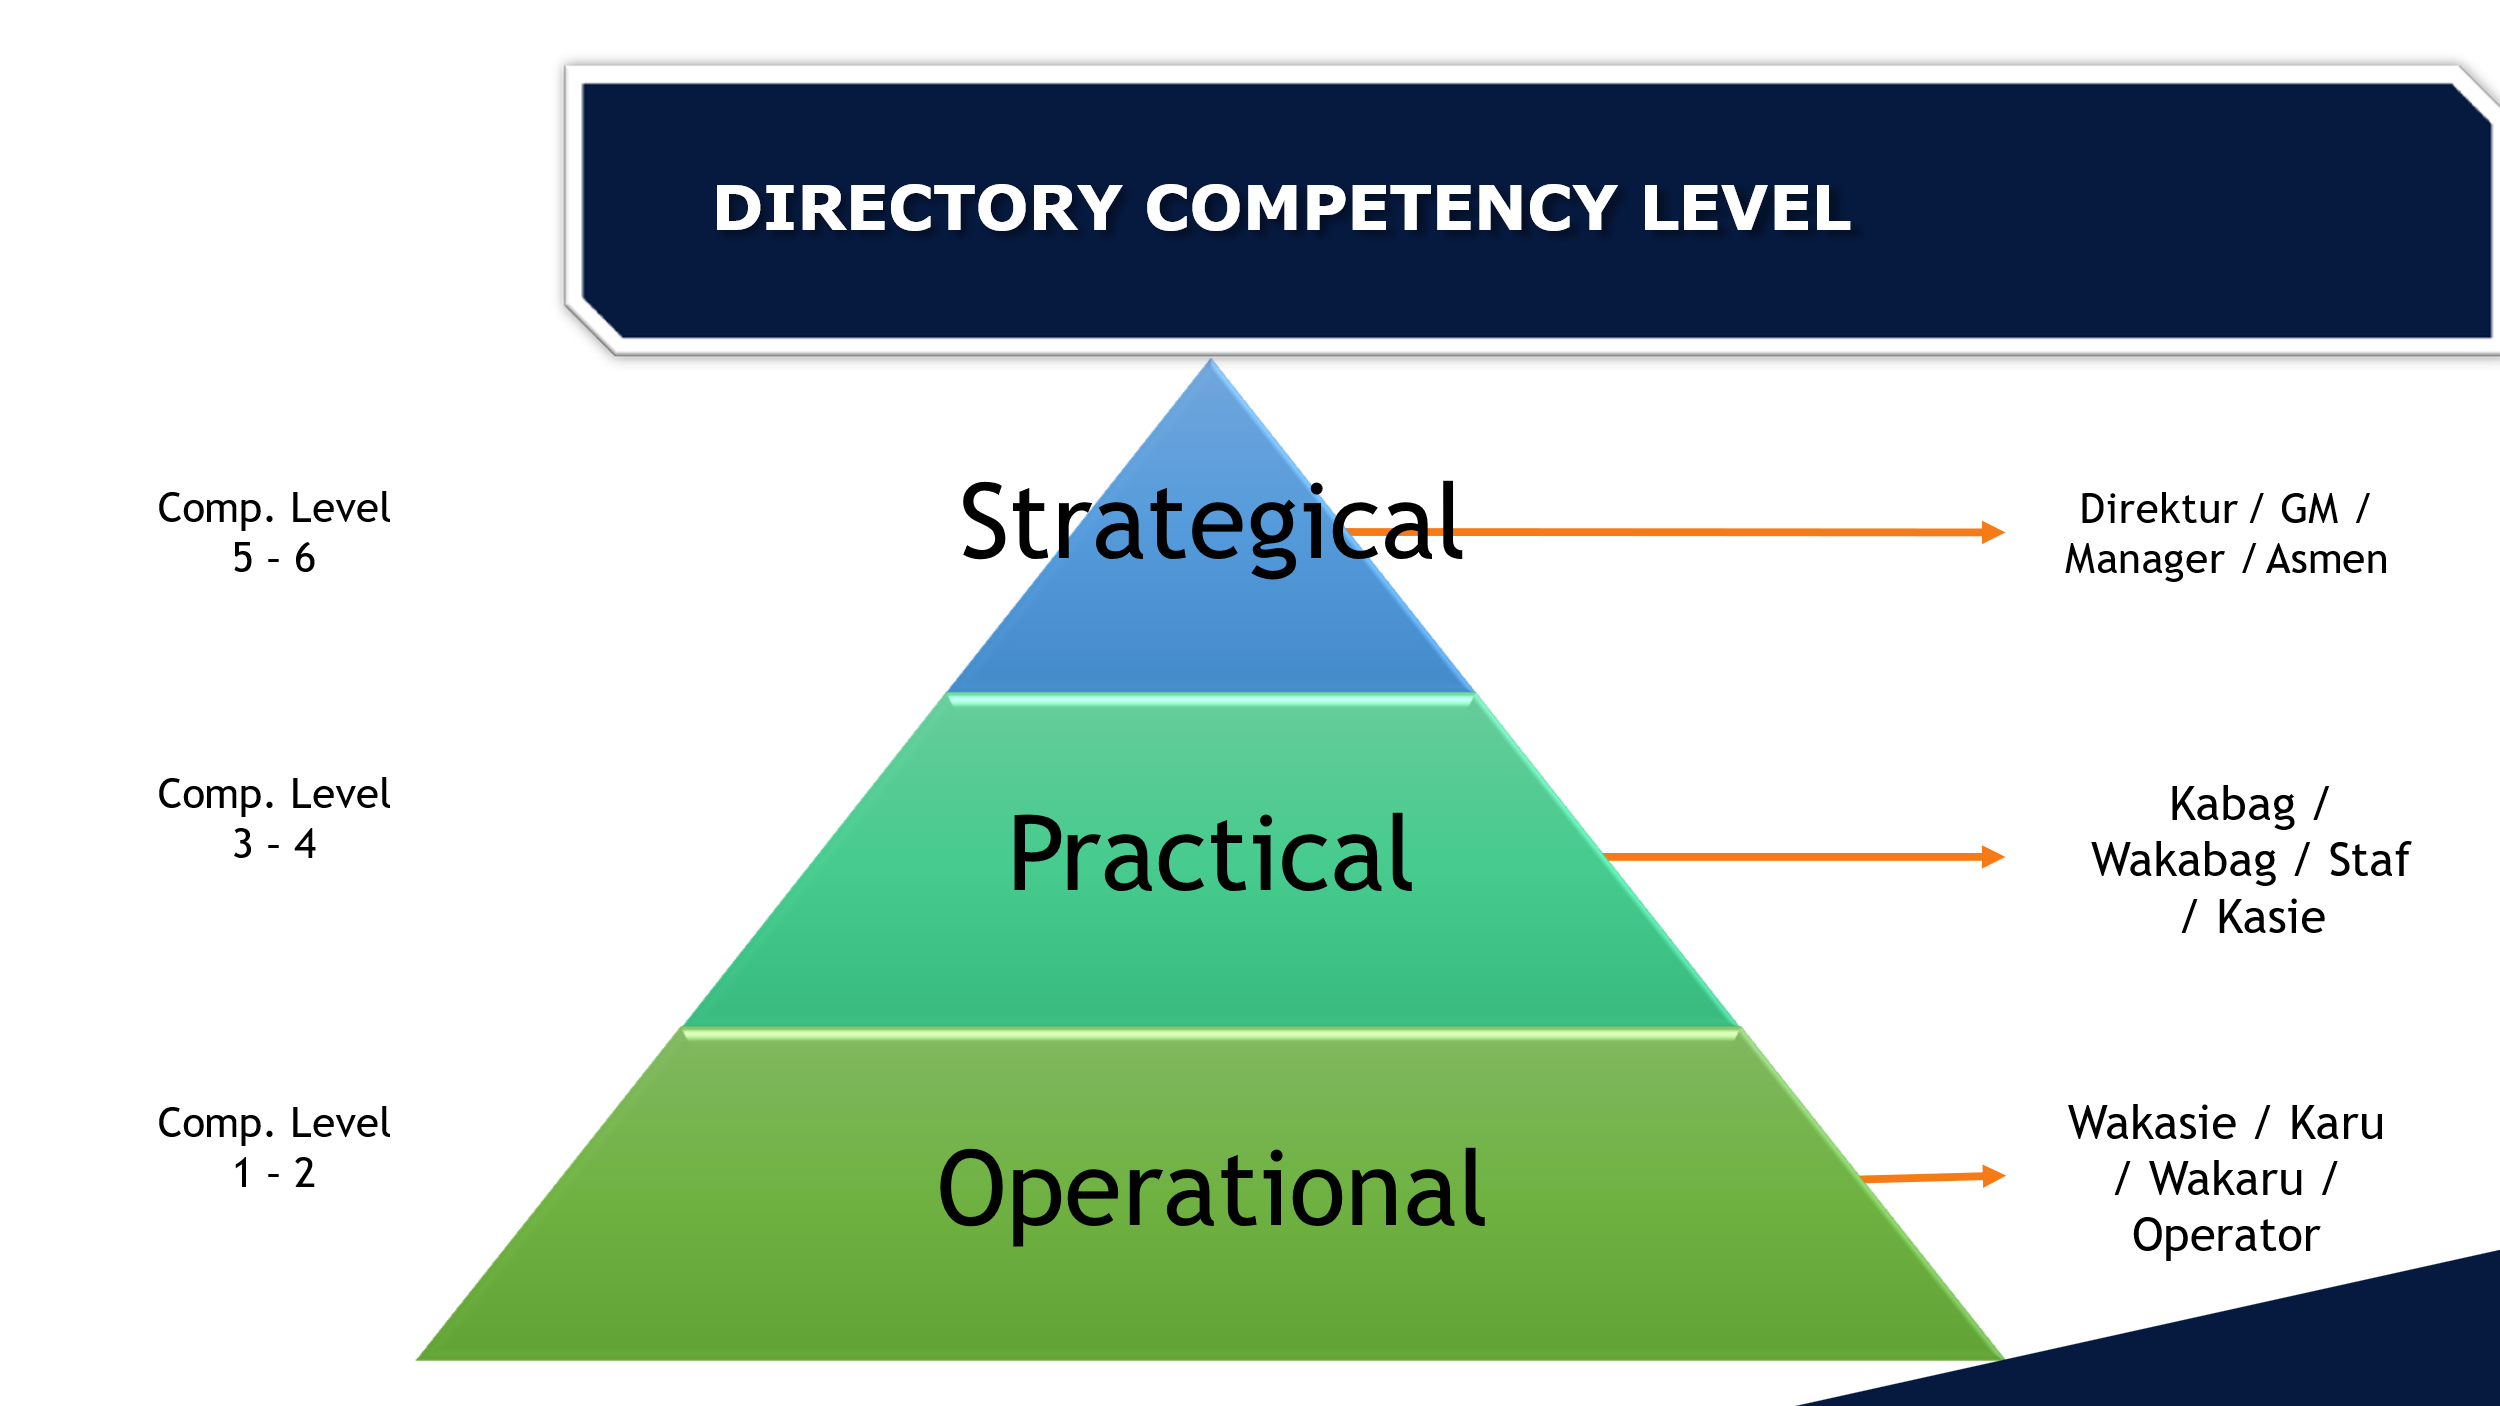 DIRECTORY COMPETENCY LEVEL
Comp. Level
5 - 6
Strategical
Direktur / GM /
Manager / Asmen
Comp. Level
3 - 4
Practical
Kabag /
Wakabag / Staf
/ Kasie
Comp. Level
1 - 2
Operational
Wakasie / Karu
/ Wakaru /
Operator